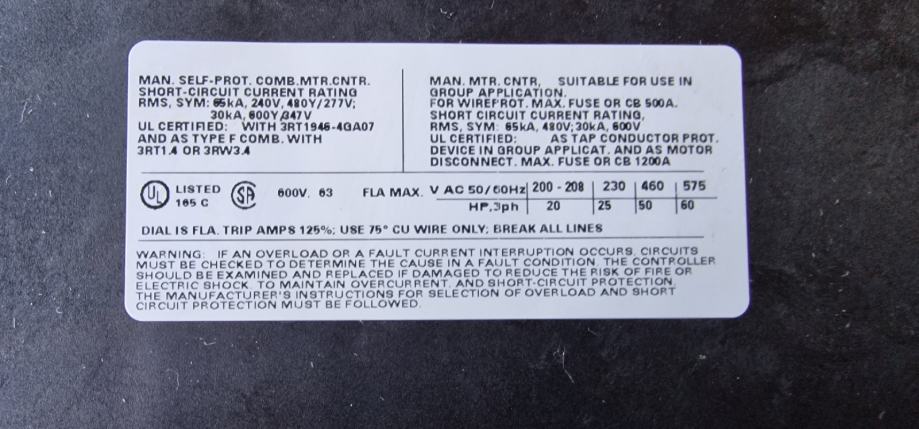 MAN. SELF-PROT. COMB.MTR.CNTR.
SHORT-CIRCUIT CURRENT RATING
RMS, SYM: 65kA, 240V, 480Y/277V;
30kA, 600Y/347V
UL CERTIFIED: WITH 3RT1946-4GA07
AND AS TYPE F COMB. WITH
3RT1.4 OR 3RW3.4
MAN. MTR. CNTR, SUITABLE FOR USE IN
GROUP APPLICATION.
FOR WIREPROT. MAX. FUSE OR CB 500A.
SHORT CIRCUIT CURRENT RATING,
RMS, SYM: 65kA, 480V; 30kA, 600V
UL CERTIFIED: AS TAP CONDUCTOR PROT.
DEVICE IN GROUP APPLICAT. AND AS MOTOR
DISCONNECT. MAX. FUSE OR CB 1200A
UL LISTED 165 C SA 600V, 63 FLA MAX.
V AC 50/60Hz 200-208 230 460 575
HP,3ph 20 25 50 60
DIAL IS FLA. TRIP AMPS 125%; USE 75° CU WIRE ONLY; BREAK ALL LINES
WARNING: IF AN OVERLOAD OR A FAULT CURRENT INTERRUPTION OCCURS, CIRCUITS
MUST BE CHECKED TO DETERMINE THE CAUSE IN A FAULT CONDITION. THE CONTROLLER
SHOULD BE EXAMINED AND REPLACED IF DAMAGED TO REDUCE THE RISK OF FIRE OR
ELECTRIC SHOCK. TO MAINTAIN OVERCURRENT. AND SHORT-CIRCUIT PROTECTION,
THE MANUFACTURER'S INSTRUCTIONS FOR SELECTION OF OVERLOAD AND SHORT
CIRCUIT PROTECTION MUST BE FOLLOWED.